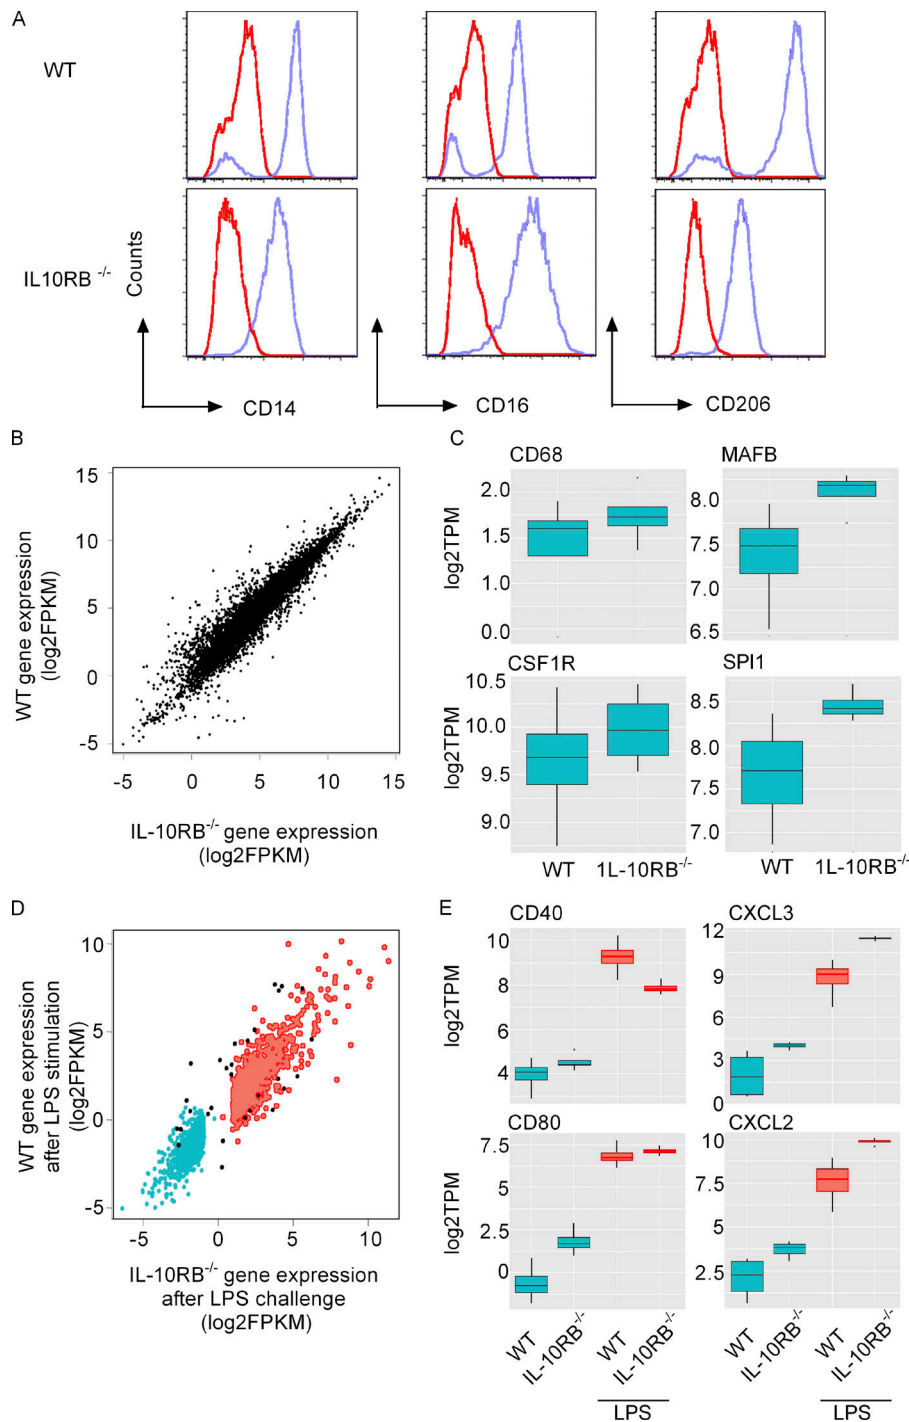 A
WT
IL10RB -/-
Counts
CD14
CD16
CD206
B
15
10
5
0
-5
WT gene expression
(log2FPKM)
-5 0 5 10 15
IL-10RB-/- gene expression
(log2FPKM)
C
CD68
2.0
1.5
1.0
0.0
log2TPM
MAFB
8.0
7.5
7.0
6.5
CSF1R
10.5
10.0
9.5
9.0
log2TPM
SPI1
8.5
8.0
7.5
7.0
WT 1L-10RB-/- WT 1L-10RB-/-
D
10
5
0
-5
WT gene expression
after LPS stimulation
(log2FPKM)
-5 0 5 10
IL-10RB-/- gene expression
after LPS challenge
(log2FPKM)
E
CD40
10
8
6
4
log2TPM
CXCL3
12
9
6
3
0
CD80
7.5
2.5
0
log2TPM
CXCL2
10
7.5
5
2.5
WT IL-10RB-/- WT IL-10RB-/- WT IL-10RB-/- WT IL-10RB-/-
LPS LPS